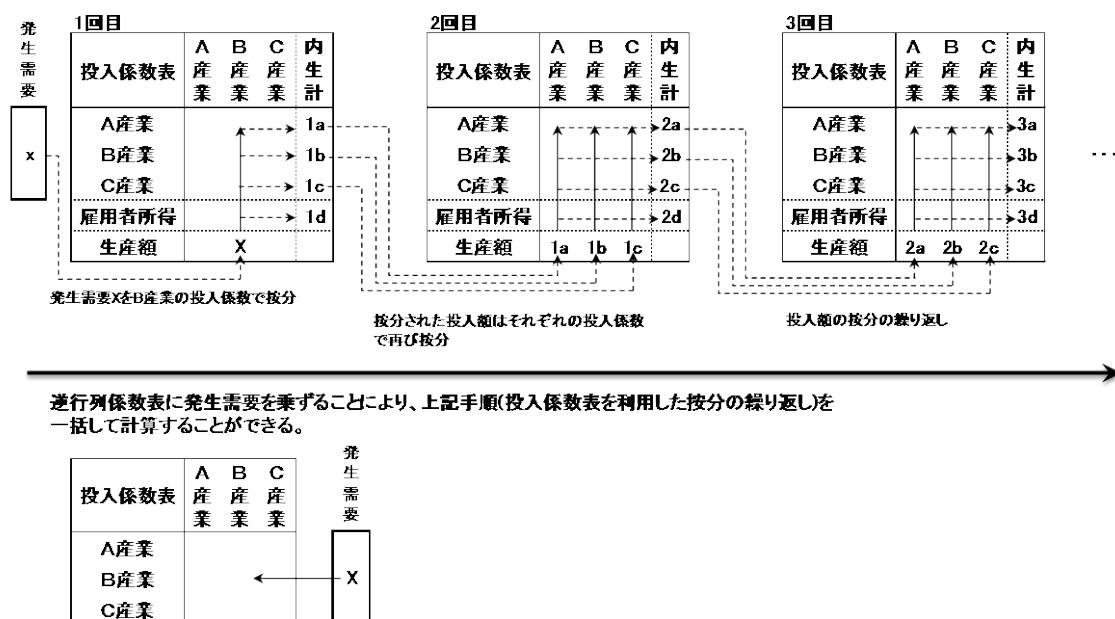 発生需要
x
1回目
投入係数表 A産業 B産業 C産業 内生計
A産業 1a
B産業 1b
C産業 1c
雇用者所得 1d
生産額 X
発生需要XをB産業の投入係数で按分
2回目
投入係数表 A産業 B産業 C産業 内生計
A産業 2a
B産業 2b
C産業 2c
雇用者所得 2d
生産額 1a 1b 1c
按分された投入額はそれぞれの投入係数
で再び按分
3回目
投入係数表 A産業 B産業 C産業 内生計
A産業 3a
B産業 3b
C産業 3c
雇用者所得 3d
生産額 2a 2b 2c
投入額の按分の繰り返し
....
逆行列係数表に発生需要を乗ずることにより、上記手順(投入係数表を利用した按分の繰り返し)を
一括して計算することができる。
投入係数表 A産業 B産業 C産業
A産業
B産業
C産業
発生需要
X